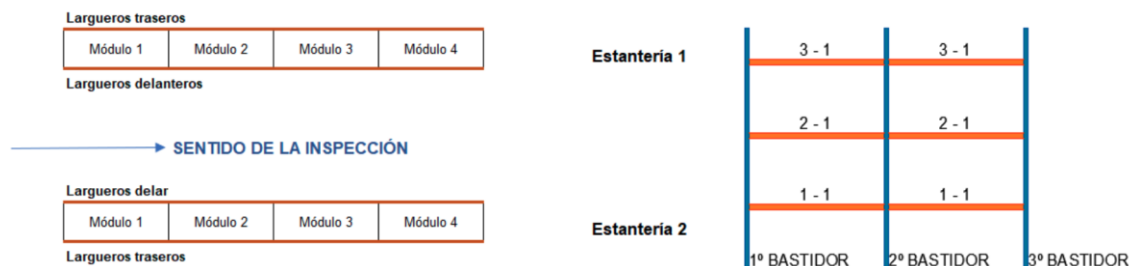 Largueros traseros
Módulo 1 Módulo 2 Módulo 3 Módulo 4
Largueros delanteros
SENTIDO DE LA INSPECCIÓN
Largueros delar
Módulo 1 Módulo 2 Módulo 3 Módulo 4
Largueros traseros
Estantería 1
Estantería 2
3 - 1 3 - 1
2 - 1 2 - 1
1 - 1 1 - 1
1º BASTIDOR 2º BASTIDOR 3º BASTIDOR